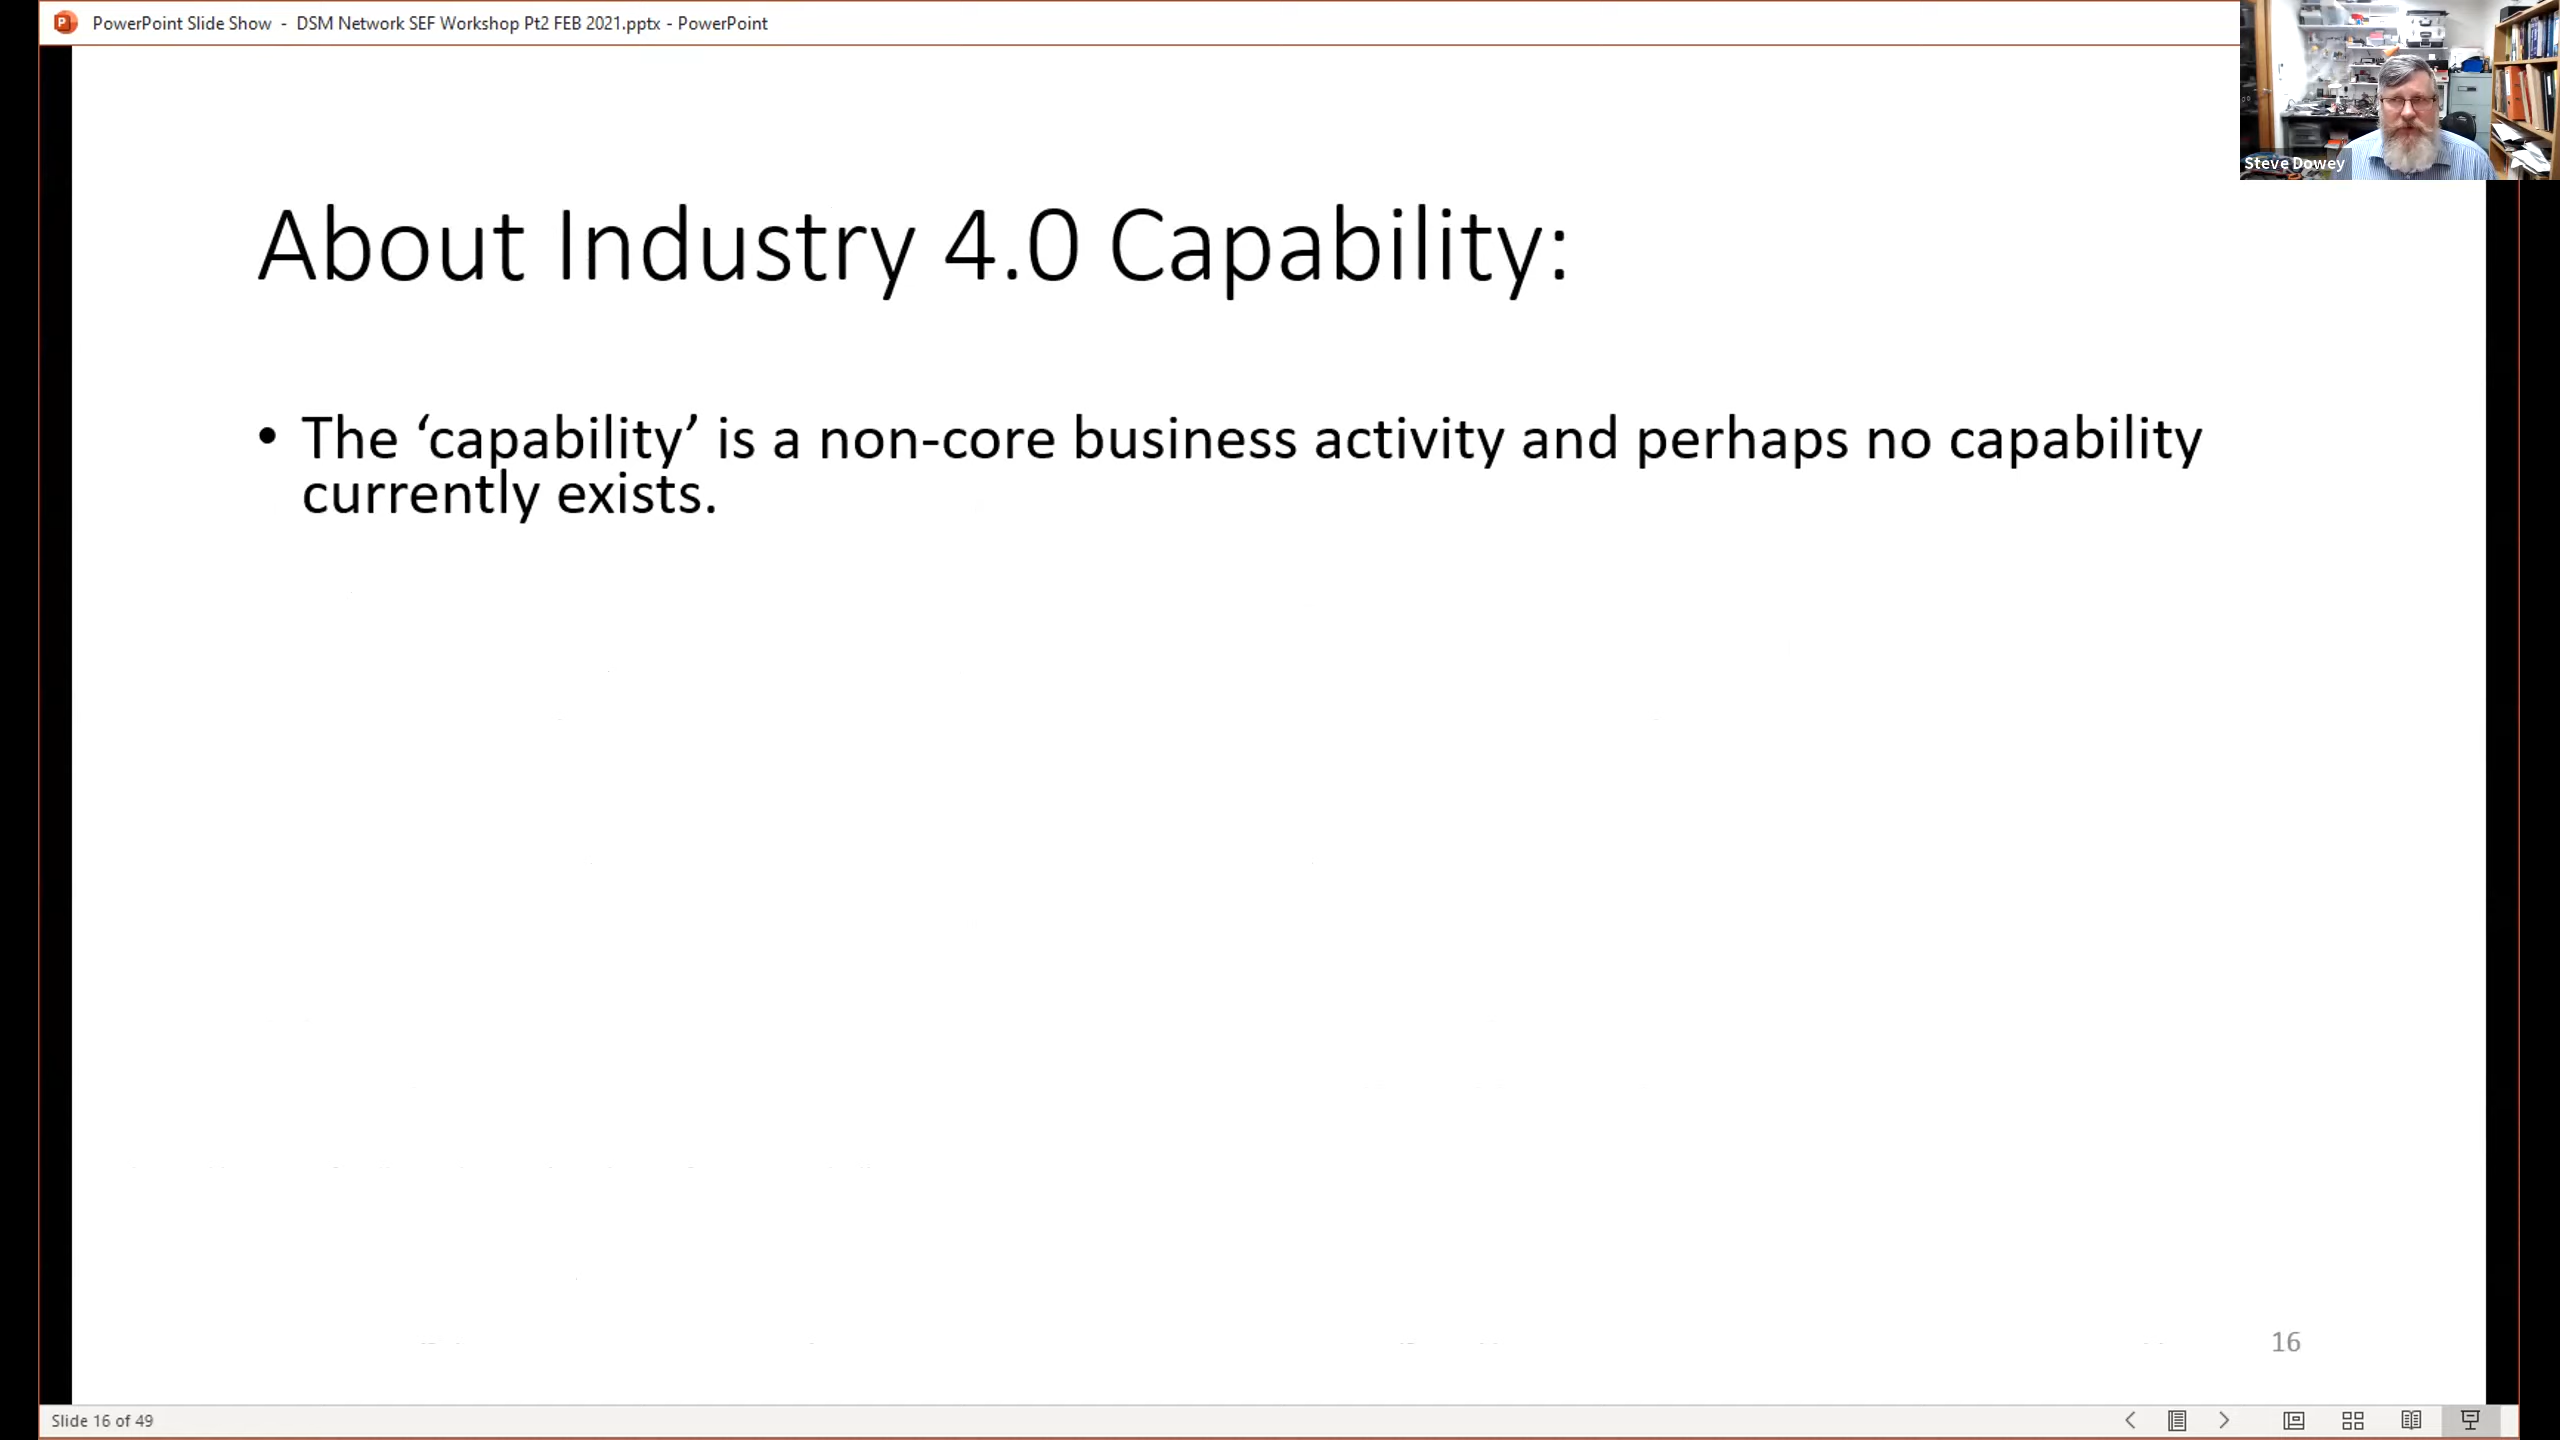 PowerPoint Slide Show - DSM Network SEF Workshop Pt2 FEB 2021.pptx - PowerPoint
Steve Dowey
About Industry 4.0 Capability:
• The ‘capability’ is a non-core business activity and perhaps no capability
currently exists.
16
Slide 16 of 49